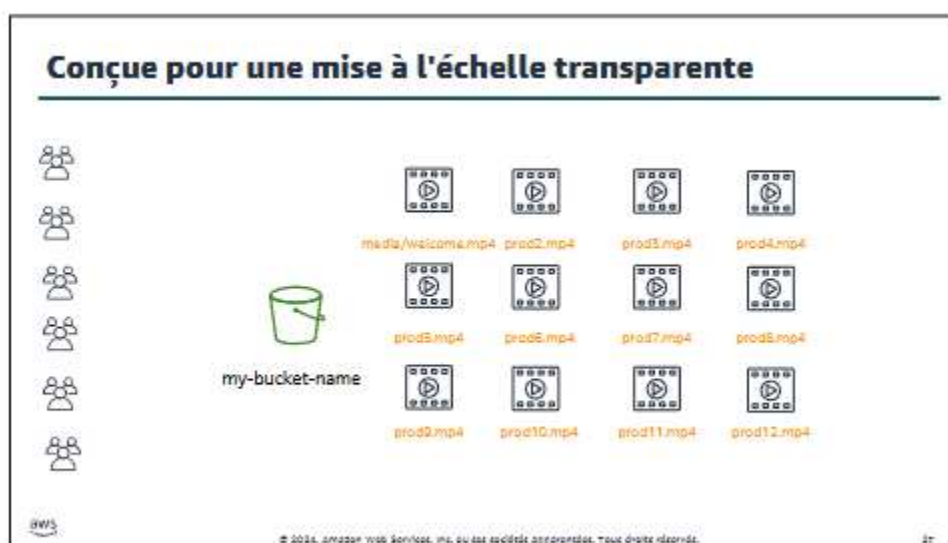 Conçue pour une mise à l'échelle transparente
media/welcome.mp4 prod2.mp4 prod3.mp4 prod4.mp4
prod5.mp4 prod6.mp4 prod7.mp4 prod8.mp4
my-bucket-name
prod9.mp4 prod10.mp4 prod11.mp4 prod12.mp4
aws
© 2024, Amazon Web Services, Inc. ou ses sociétés apparentées. Tous droits réservés.